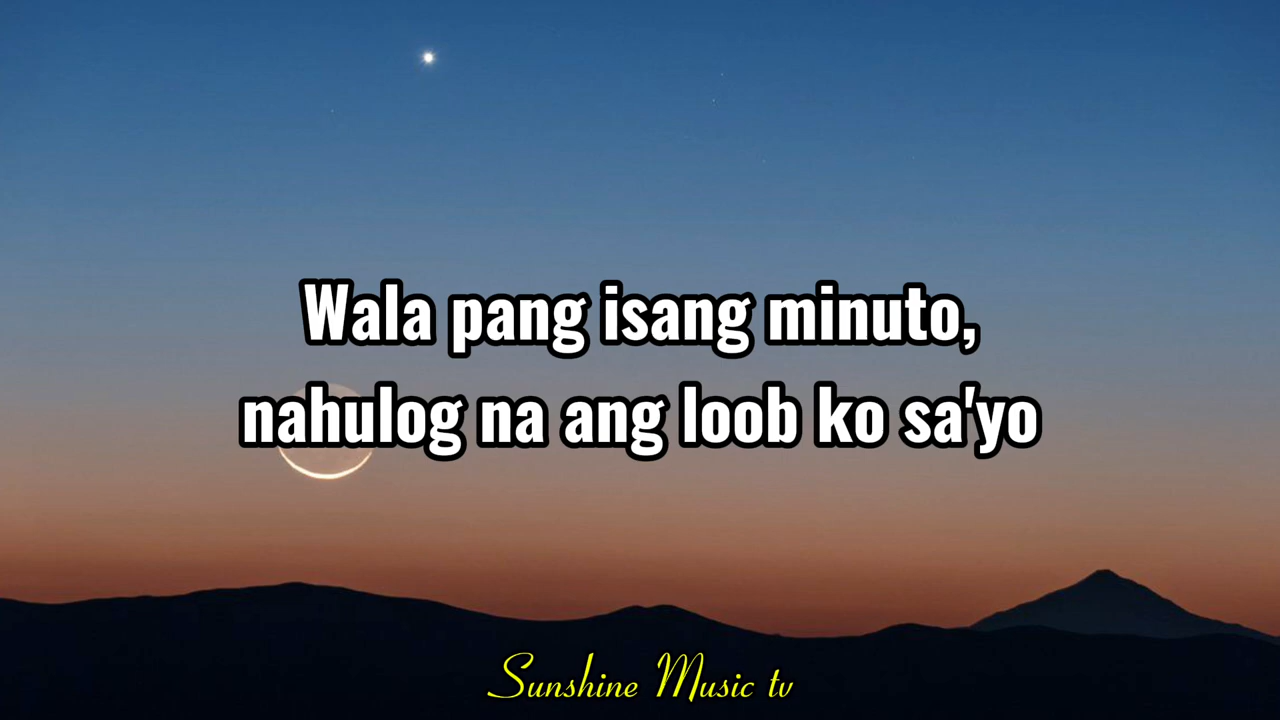 Wala pang isang minuto,
nahulog na ang loob ko sa'yo
Sunshine Music tv